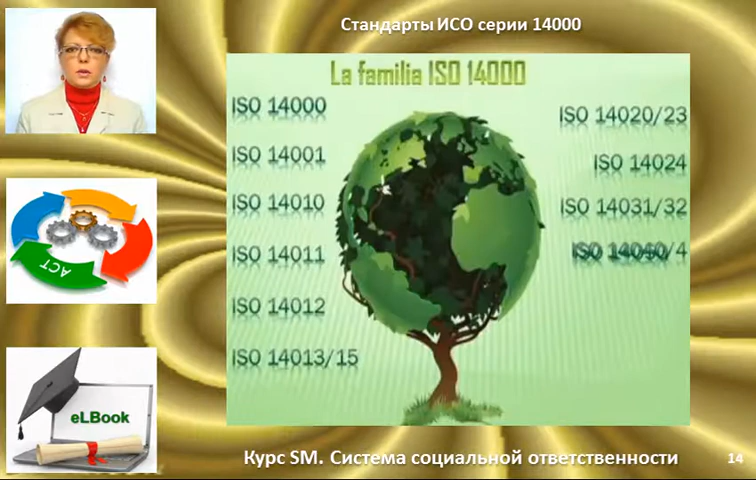 Стандарты ИСО серии 14000
La familia ISO 14000
ISO 14000
ISO 14001
ISO 14010
ISO 14011
ISO 14012
ISO 14013/15
ISO 14020/23
ISO 14024
ISO 14031/32
ISO
ACT
eLBook
Курс SM. Система социальной ответственности
14